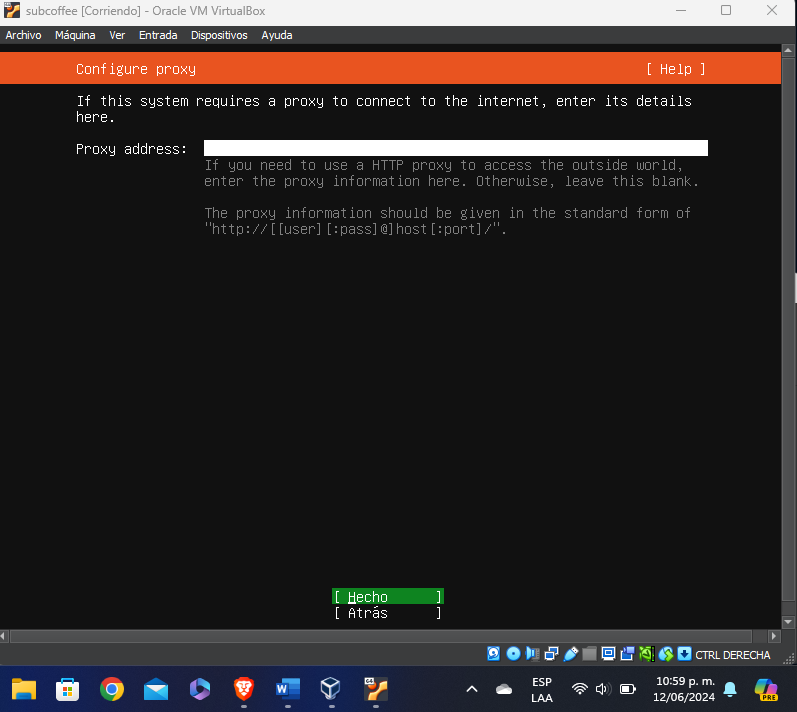 subcoffee [Corriendo] - Oracle VM VirtualBox
Archivo Máquina Ver Entrada Dispositivos Ayuda
Configure proxy [ Help ]
If this system requires a proxy to connect to the internet, enter its details
here.
Proxy address:
If you need to use a HTTP proxy to access the outside world,
enter the proxy information here. Otherwise, leave this blank.
The proxy information should be given in the standard form of
"http://[[user][:pass]@]host[:port]/".
[ Hecho ]
[ Atrás ]
CTRL DERECHA
ESP
LAA
10:59 p. m.
12/06/2024
PRE